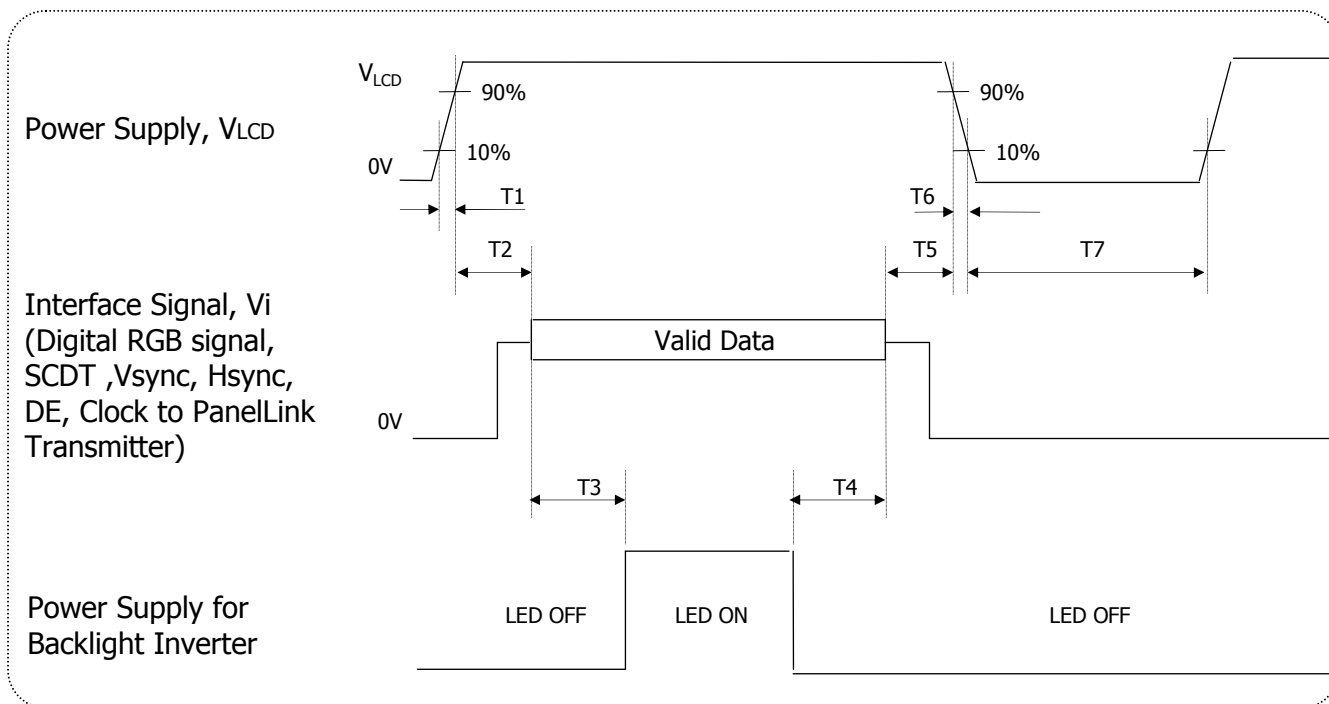 V_LCD
90%
90%
Power Supply, VLCD
10%
10%
0V
T1
T6
T2
T5
T7
Interface Signal, Vi
(Digital RGB signal,
SCDT ,Vsync, Hsync,
DE, Clock to PanelLink
Transmitter)
Valid Data
0V
T3
T4
Power Supply for
Backlight Inverter
LED OFF
LED ON
LED OFF